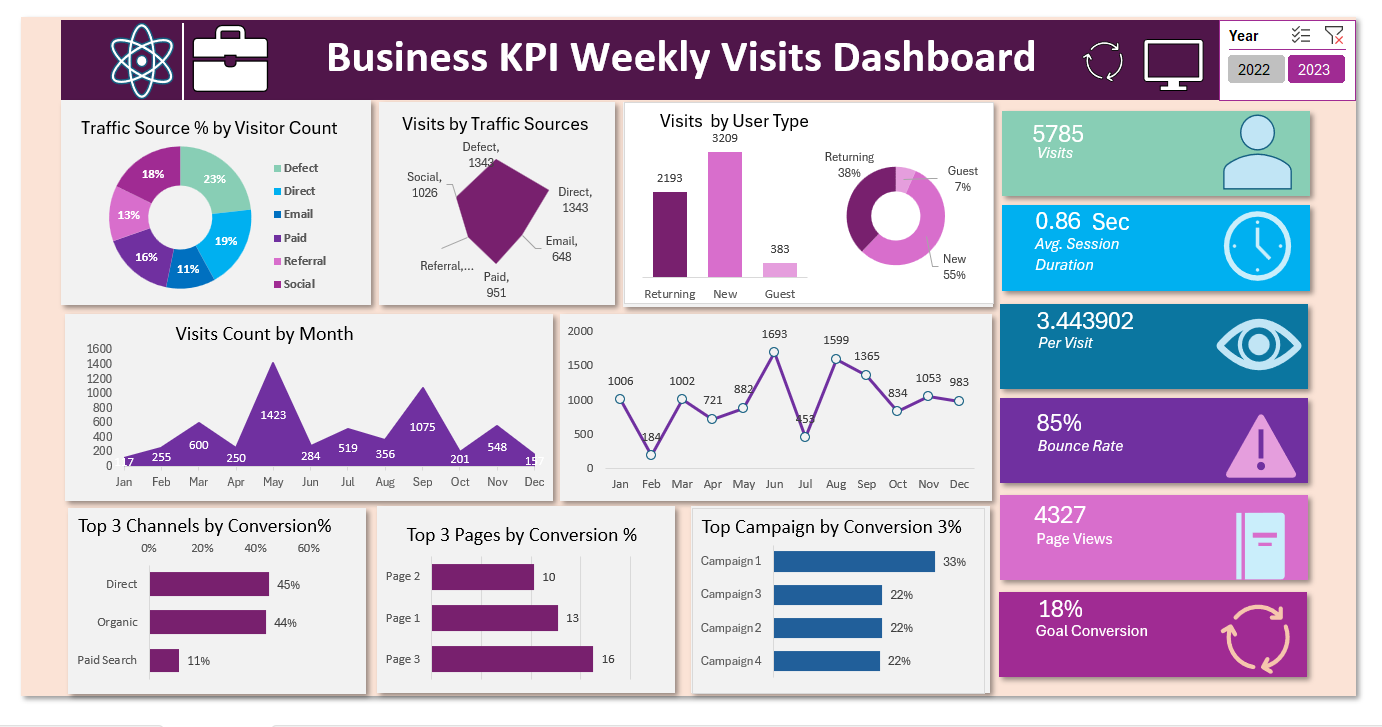 Business KPI Weekly Visits Dashboard
Year
2022
2023
Traffic Source % by Visitor Count
23%
19%
11%
16%
13%
18%
Defect
Direct
Email
Paid
Referral
Social
Visits by Traffic Sources
Defect,
1343
Direct,
1343
Email,
648
Paid,
951
Referral,...
Social,
1026
Visits by User Type
2193
3209
383
Returning
New
Guest
Returning
38%
Guest
7%
New
55%
5785
Visits
0.86 Sec
Avg. Session
Duration
3.443902
Per Visit
85%
Bounce Rate
4327
Page Views
18%
Goal Conversion
Visits Count by Month
1600
1400
1200
1000
800
600
400
200
0
255
600
250
1423
284
519
356
1075
201
548
Jan
Feb
Mar
Apr
May
Jun
Jul
Aug
Sep
Oct
Nov
Dec
2000
1500
1000
500
0
1006
184
1002
721
882
1693
453
1599
1365
834
1053
983
Jan
Feb
Mar
Apr
May
Jun
Jul
Aug
Sep
Oct
Nov
Dec
Top 3 Channels by Conversion%
0%
20%
40%
60%
Direct
45%
Organic
44%
Paid Search
11%
Top 3 Pages by Conversion %
Page 2
10
Page 1
13
Page 3
16
Top Campaign by Conversion 3%
Campaign 1
33%
Campaign 3
22%
Campaign 2
22%
Campaign 4
22%